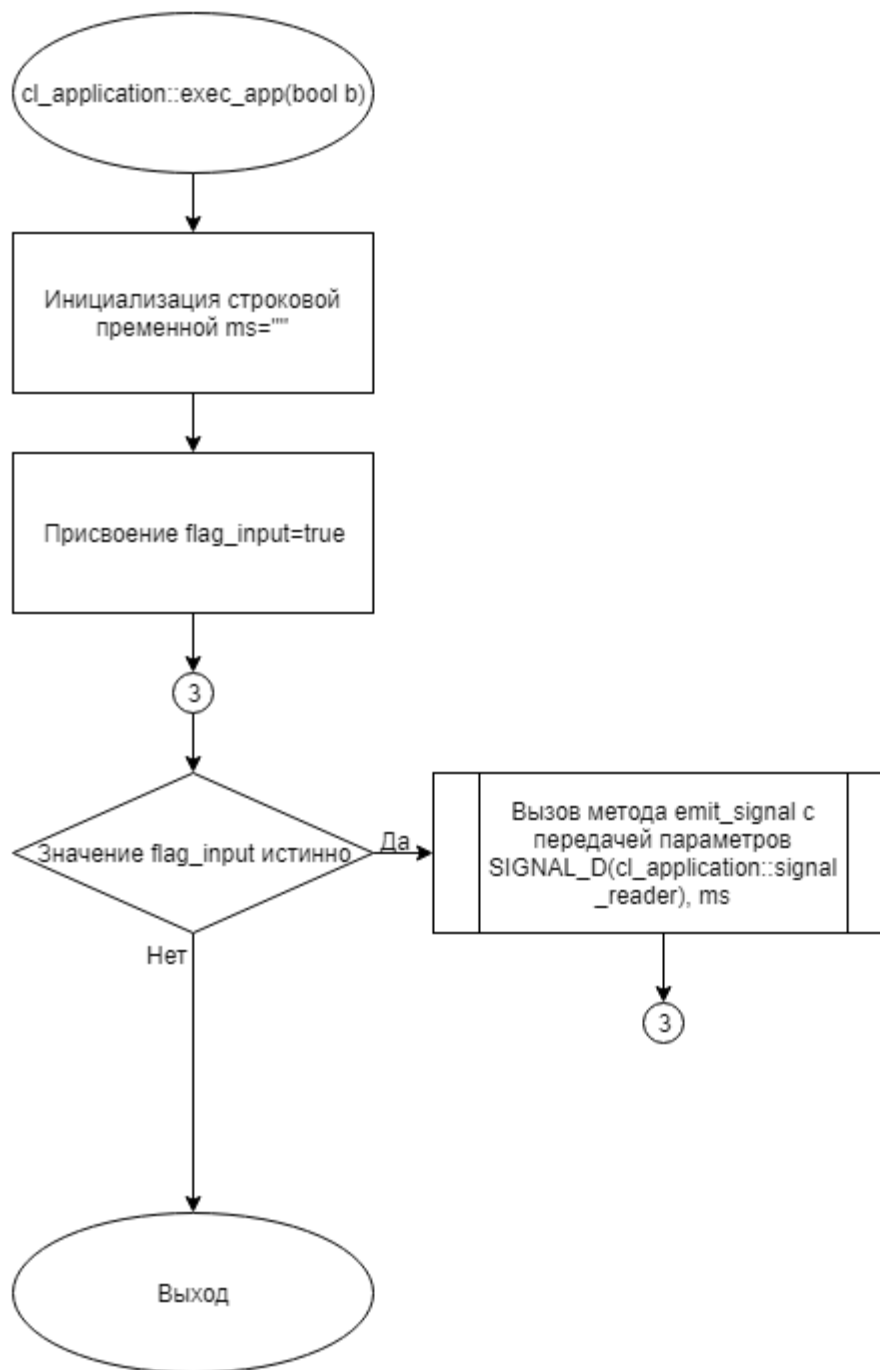 cl_application::exec_app(bool b)
Инициализация строковой
пременной ms=""
Присвоение flag_input=true
3
Значение flag_input истинно
Да
Вызов метода emit_signal с
передачей параметров
SIGNAL_D(cl_application::signal
_reader), ms
Нет
3
Выход